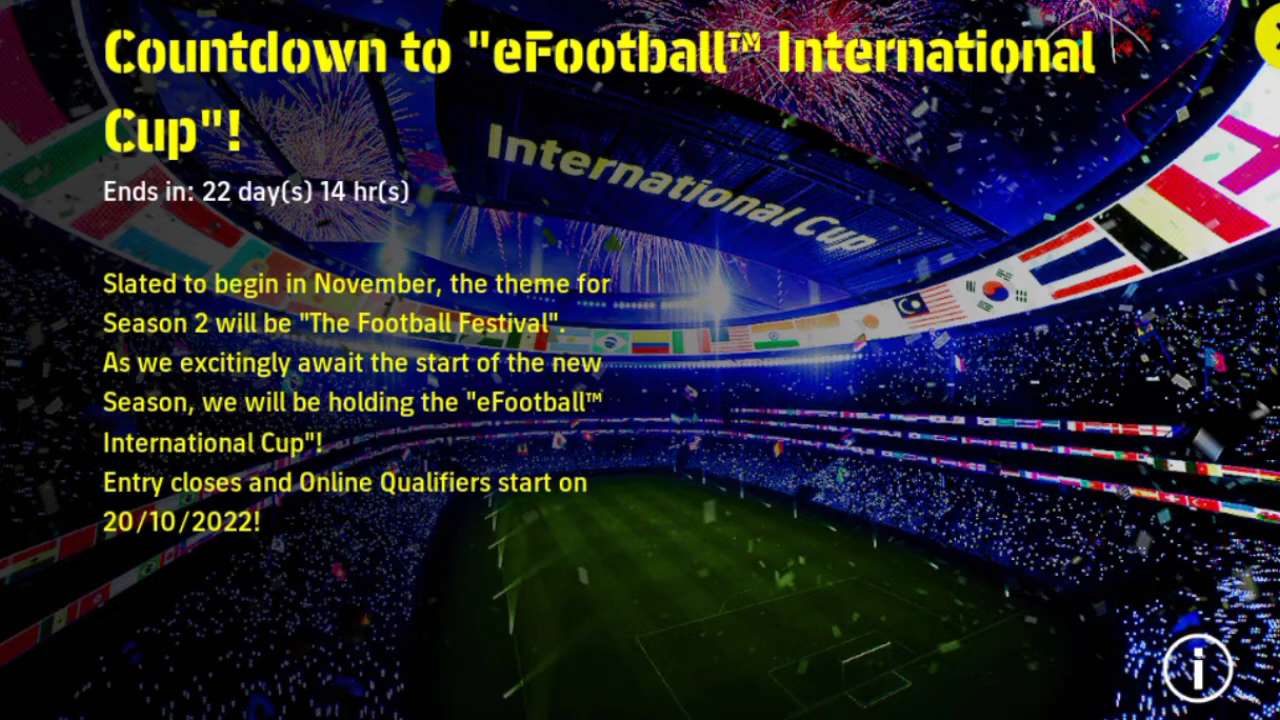 Countdown to "eFootball™ International
Cup"!
International Cup
Ends in: 22 day(s) 14 hr(s)
Slated to begin in November, the theme for
Season 2 will be "The Football Festival".
As we excitingly await the start of the new
Season, we will be holding the "eFootball™
International Cup"!
Entry closes and Online Qualifiers start on
20/10/2022!
i